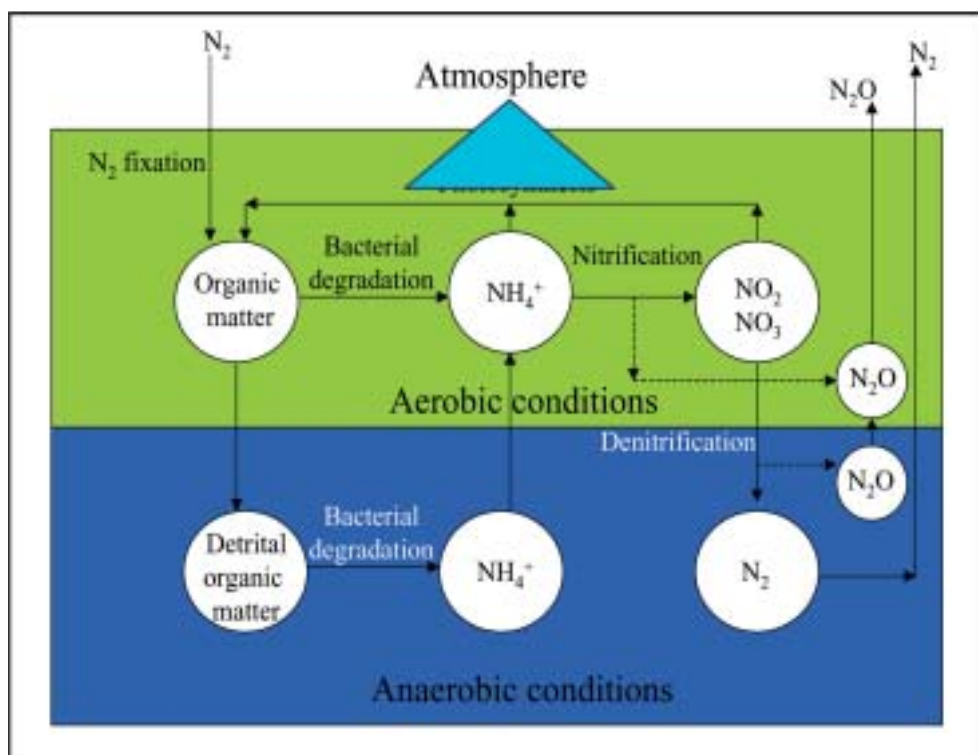 N₂
Atmosphere
N₂
N₂O
N₂ fixation
Bacterial
degradation
Nitrification
Organic
matter
NH₄⁺
NO₂
NO₃
N₂O
Aerobic conditions
Denitrification
N₂O
Bacterial
degradation
Detrital
organic
matter
NH₄⁺
N₂
Anaerobic conditions